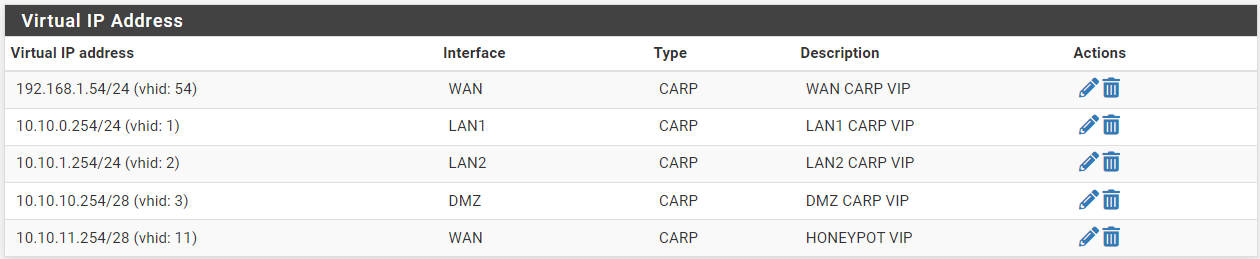 Virtual IP Address
Virtual IP address Interface Type Description Actions
192.168.1.54/24 (vhid: 54) WAN CARP WAN CARP VIP
10.10.0.254/24 (vhid: 1) LAN1 CARP LAN1 CARP VIP
10.10.1.254/24 (vhid: 2) LAN2 CARP LAN2 CARP VIP
10.10.10.254/28 (vhid: 3) DMZ CARP DMZ CARP VIP
10.10.11.254/28 (vhid: 11) WAN CARP HONEYPOT VIP